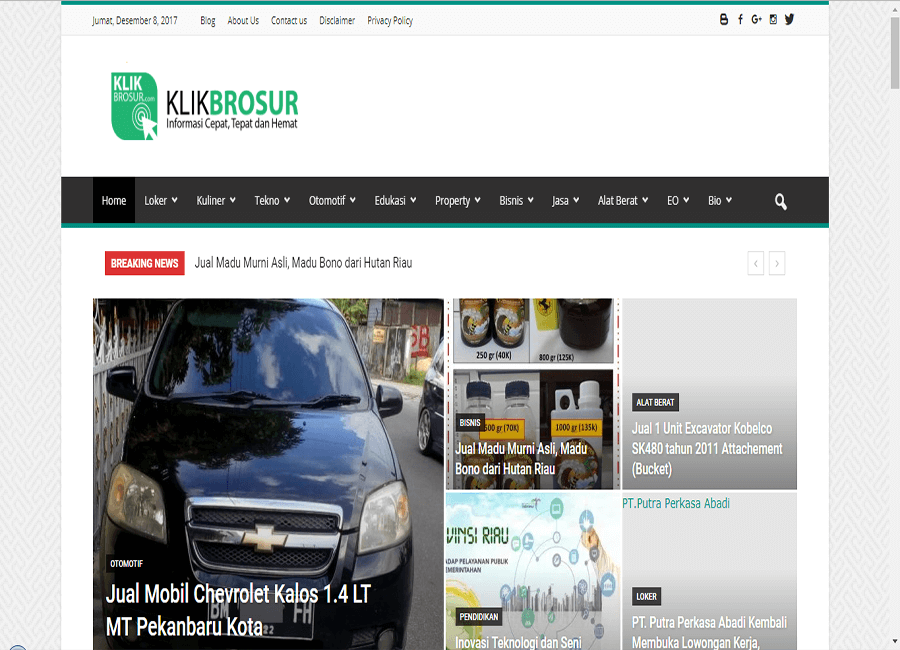 Jumat, Desember 8, 2017 Blog About Us Contact us Disclaimer Privacy Policy
KLIK
BROSUR.com
KLIKBROSUR
Informasi Cepat, Tepat dan Hemat
Home Loker Kuliner Tekno Otomotif Edukasi Property Bisnis Jasa Alat Berat EO Bio
BREAKING NEWS Jual Madu Murni Asli, Madu Bono dari Hutan Riau
OTOMOTIF
Jual Mobil Chevrolet Kalos 1.4 LT
MT Pekanbaru Kota
BM FH
22
250 gr (40K) 800 gr (125K)
500 gr (70K) 1000 gr (135k)
BISNIS
Jual Madu Murni Asli, Madu
Bono dari Hutan Riau
ALAT BERAT
Jual 1 Unit Excavator Kobelco
SK480 tahun 2011 Attachement
(Bucket)
VINSI RIAU
ADAP PELAYANAN PUBLIK
EMERINTAHAN
PENDIDIKAN
Inovasi Teknologi dan Seni
PT.Putra Perkasa Abadi
LOKER
PT. Putra Perkasa Abadi Kembali
Membuka Lowongan Kerja,